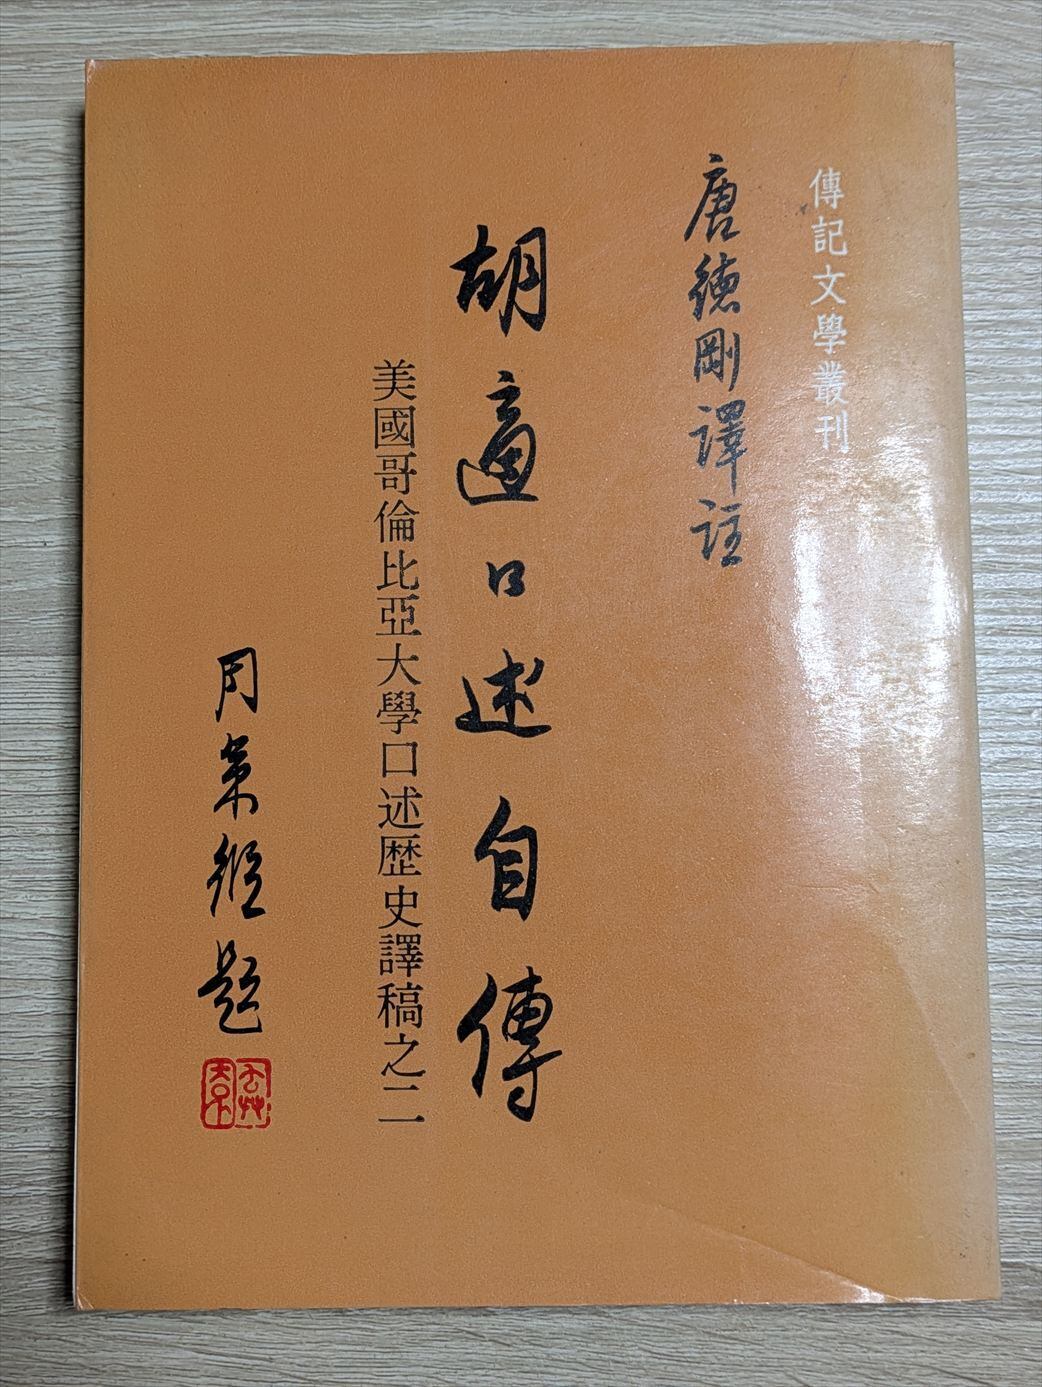 傳記文學叢刊
唐德剛譯註
胡適口述自傳
美國哥倫比亞大學口述歷史譯稿之二
周策縱題